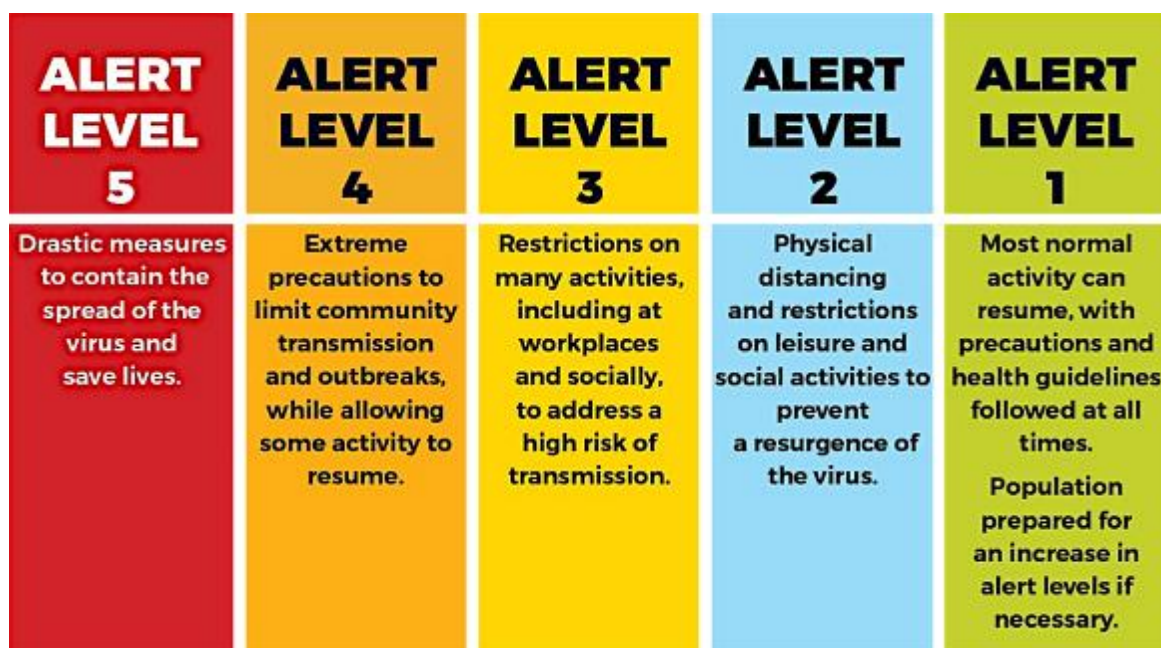 ALERT
LEVEL
5
Drastic measures
to contain the
spread of the
virus and
save lives.
ALERT
LEVEL
4
Extreme
precautions to
limit community
transmission
and outbreaks,
while allowing
some activity to
resume.
ALERT
LEVEL
3
Restrictions on
many activities,
including at
workplaces
and socially,
to address a
high risk of
transmission.
ALERT
LEVEL
2
Physical
distancing
and restrictions
on leisure and
social activities to
prevent
a resurgence of
the virus.
ALERT
LEVEL
1
Most normal
activity can
resume, with
precautions and
health guidelines
followed at all
times.
Population
prepared for
an increase in
alert levels if
necessary.